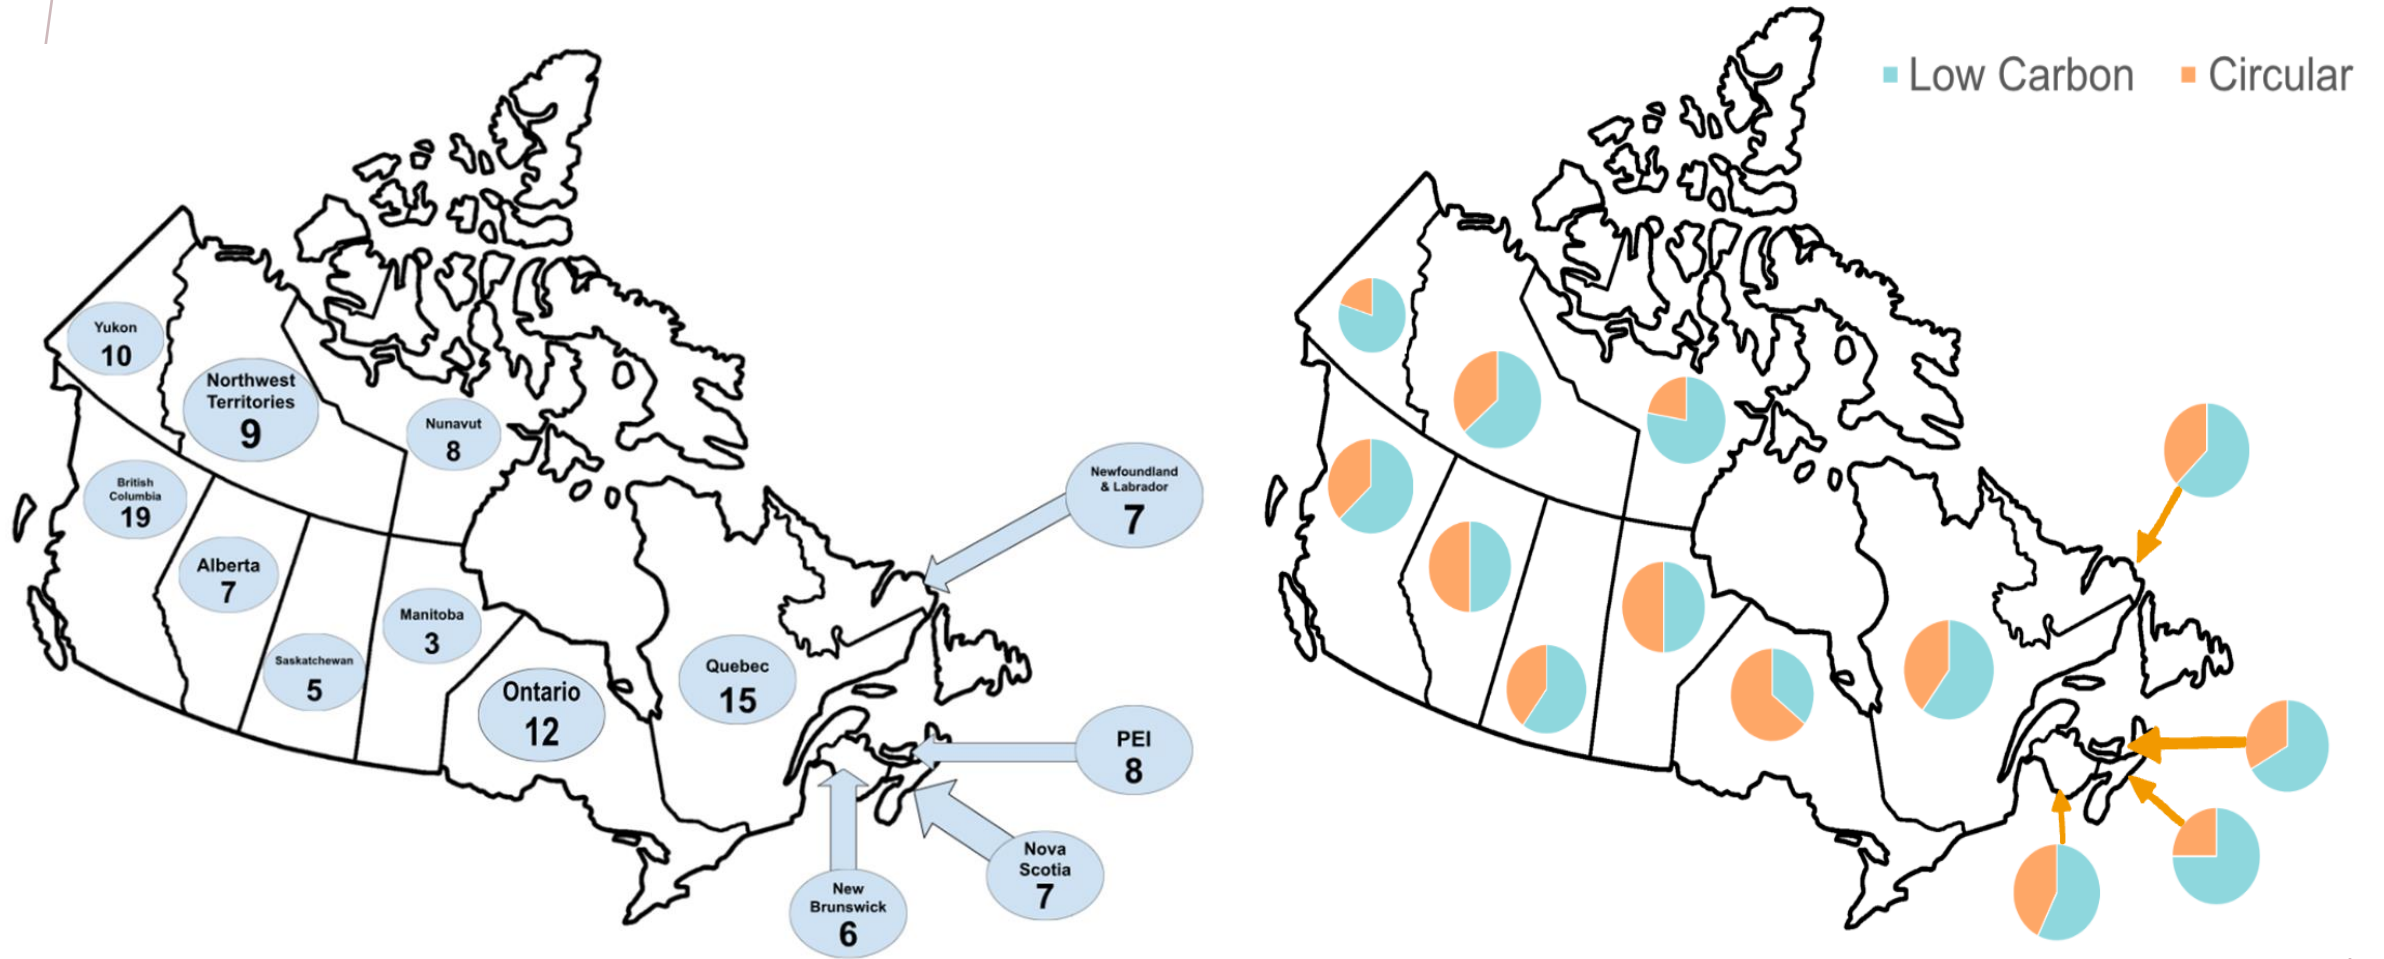 Yukon
10
Northwest
Territories
9
Nunavut
8
British
Columbia
19
Alberta
7
Saskatchewan
5
Manitoba
3
Ontario
12
Quebec
15
Newfoundland
& Labrador
7
PEI
8
Nova
Scotia
7
New
Brunswick
6
Low Carbon
Circular